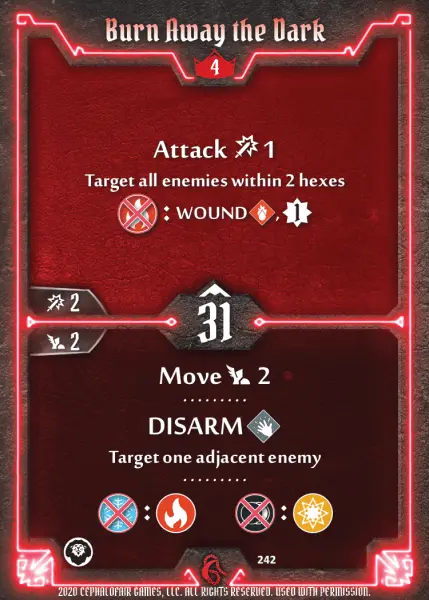 Burn Away the Dark
4
Attack 1
Target all enemies within 2 hexes
: WOUND , 1
2
31
2
Move 2
DISARM
Target one adjacent enemy
: :
242
2020 CEPHALOFAIR GAMES, LLC. ALL RIGHTS RESERVED. USED WITH PERMISSION.